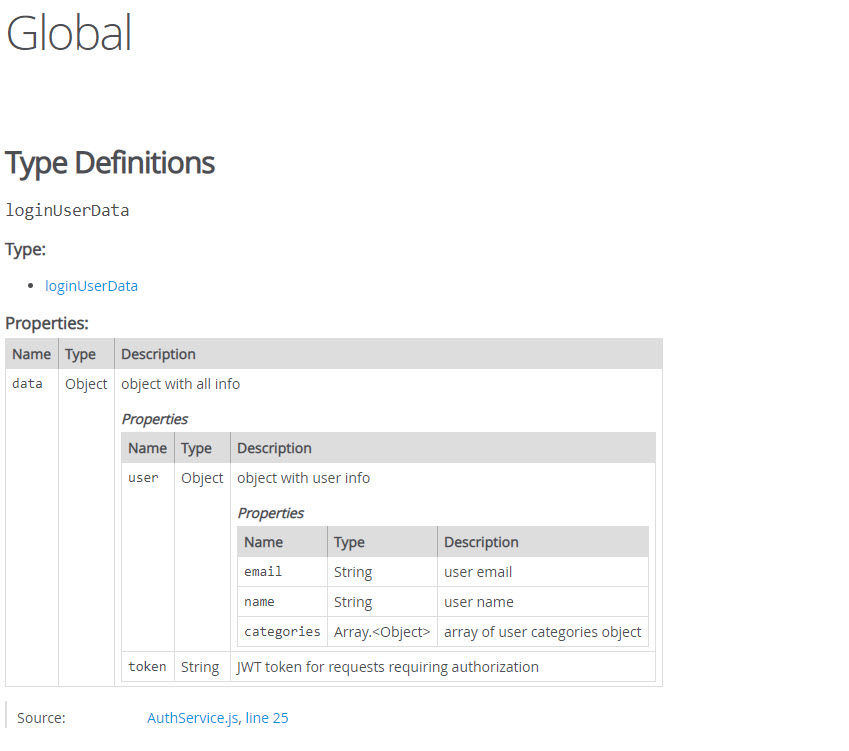 Global
Type Definitions
loginUserData
Type:
• loginUserData
Properties:
Name Type Description
data Object object with all info
Properties
Name Type Description
user Object object with user info
Properties
Name Type Description
email String user email
name String user name
categories Array.<Object> array of user categories object
token String JWT token for requests requiring authorization
Source: AuthService.js, line 25